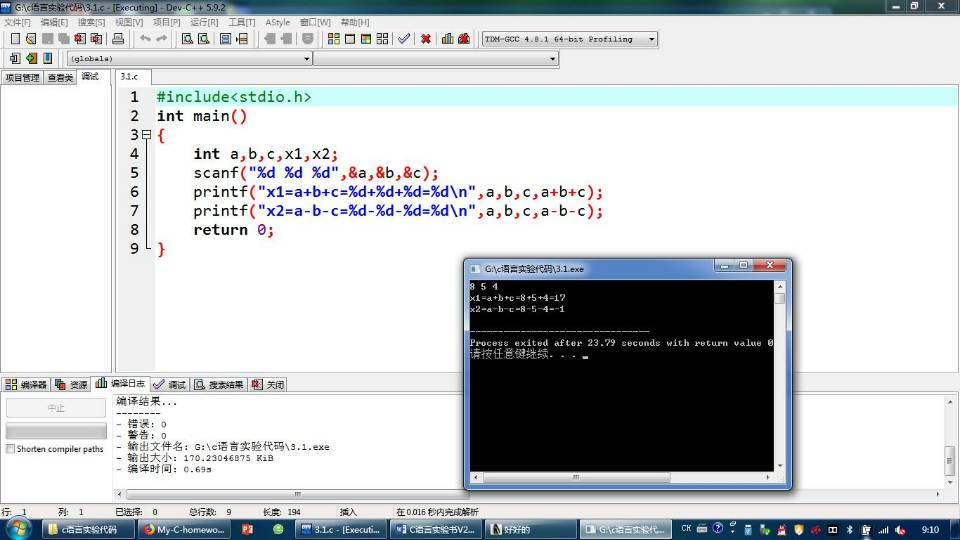 G:\c语言实验代码\3.1.c - [Executing] - Dev-C++ 5.9.2
文件[F] 编辑[E] 搜索[S] 视图[V] 项目[P] 运行[R] 工具[T] AStyle 窗口[W] 帮助[H]
TDM-GCC 4.8.1 64-bit Profiling
(globals)
项目管理 查看类 调试 3.1.c
1 #include<stdio.h>
2 int main()
3 {
4 int a,b,c,x1,x2;
5 scanf("%d %d %d",&a,&b,&c);
6 printf("x1=a+b+c=%d+%d+%d=%d\n",a,b,c,a+b+c);
7 printf("x2=a-b-c=%d-%d-%d=%d\n",a,b,c,a-b-c);
8 return 0;
9 }
G:\c语言实验代码\3.1.exe
8 5 4
x1=a+b+c=8+5+4=17
x2=a-b-c=8-5-4=-1
--------------------------------
Process exited after 23.79 seconds with return value 0
请按任意键继续. . .
编译器 资源 编译日志 调试 搜索结果 关闭
中止
Shorten compiler paths
编译结果...
--------
- 错误: 0
- 警告: 0
- 输出文件名: G:\c语言实验代码\3.1.exe
- 输出大小: 170.23046875 KiB
- 编译时间: 0.69s
行: 1 列: 1 已选择: 0 总行数: 9 长度: 194 插入 在 0.016 秒内完成解析
c语言实验代码 My-C-homewo... 3.1.c - [Executi... C语言实验书V2... 好好的 G:\c语言实验代... CH 9:10